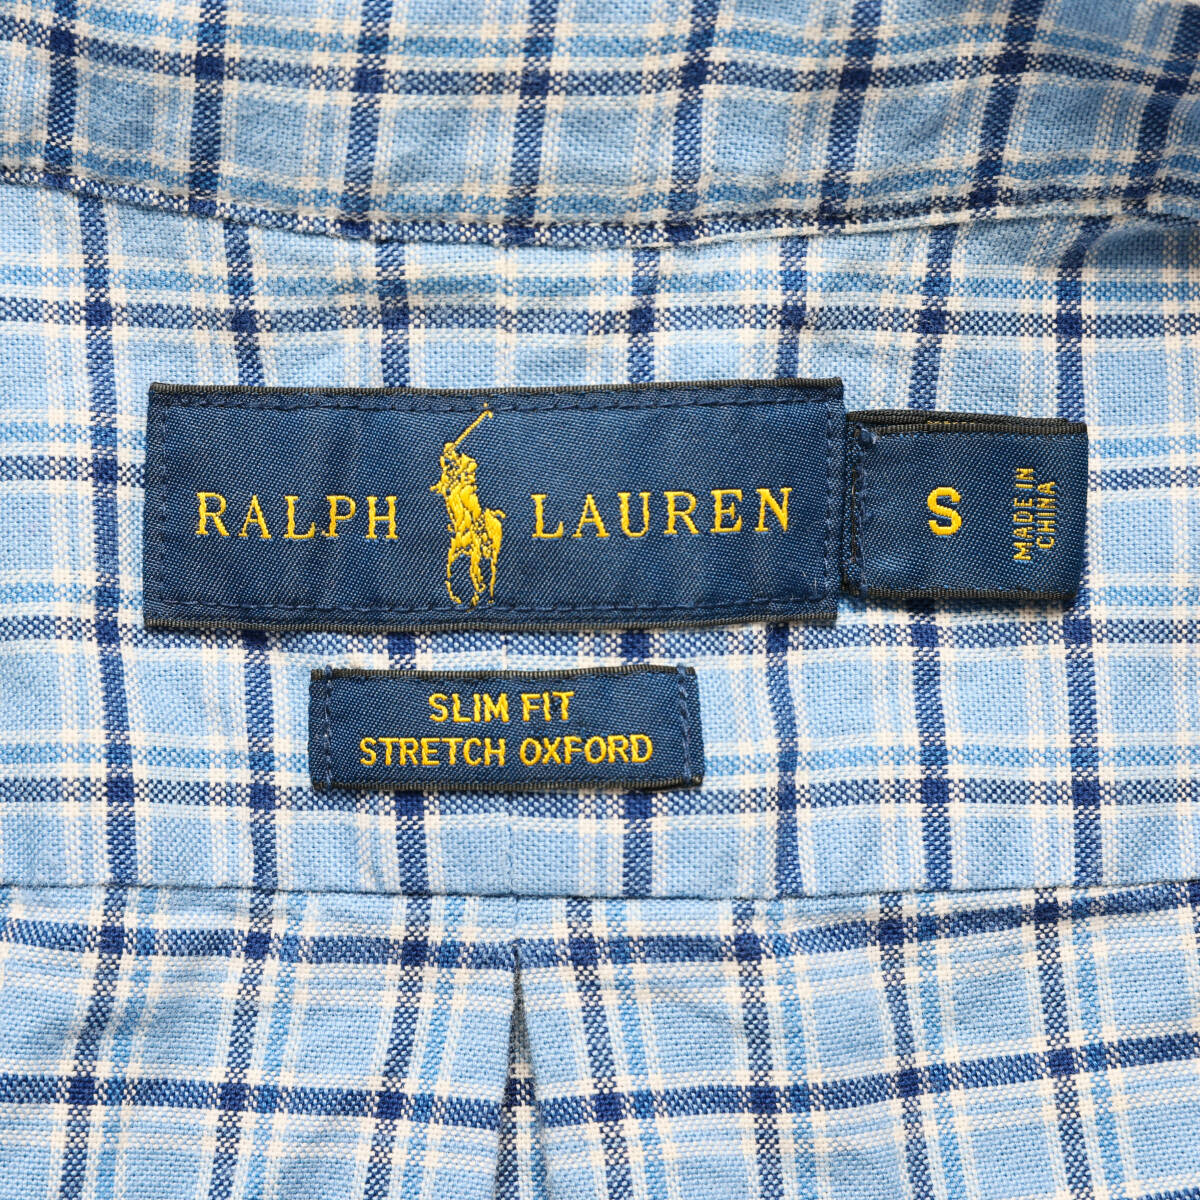 RALPH LAUREN
S
MADE IN
CHINA
SLIM FIT
STRETCH OXFORD